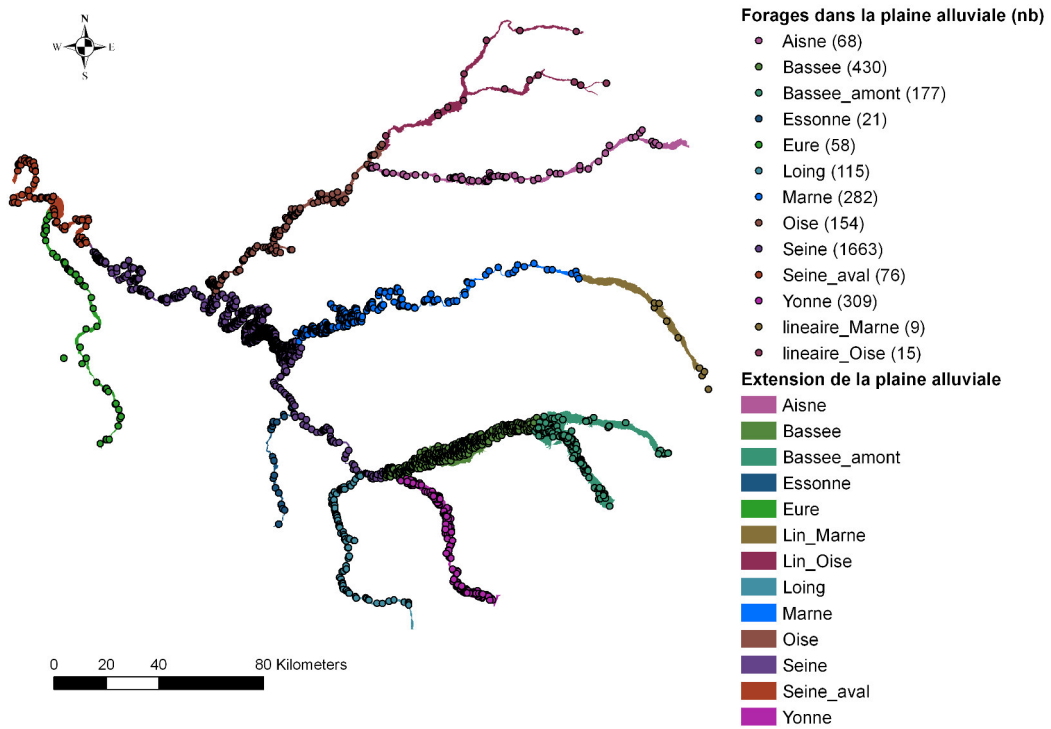 N
W E
S
0 20 40 80 Kilometers
Forages dans la plaine alluviale (nb)
Aisne (68)
Bassee (430)
Bassee_amont (177)
Essonne (21)
Eure (58)
Loing (115)
Marne (282)
Oise (154)
Seine (1663)
Seine_aval (76)
Yonne (309)
lineaire_Marne (9)
lineaire_Oise (15)
Extension de la plaine alluviale
Aisne
Bassee
Bassee_amont
Essonne
Eure
Lin_Marne
Lin_Oise
Loing
Marne
Oise
Seine
Seine_aval
Yonne